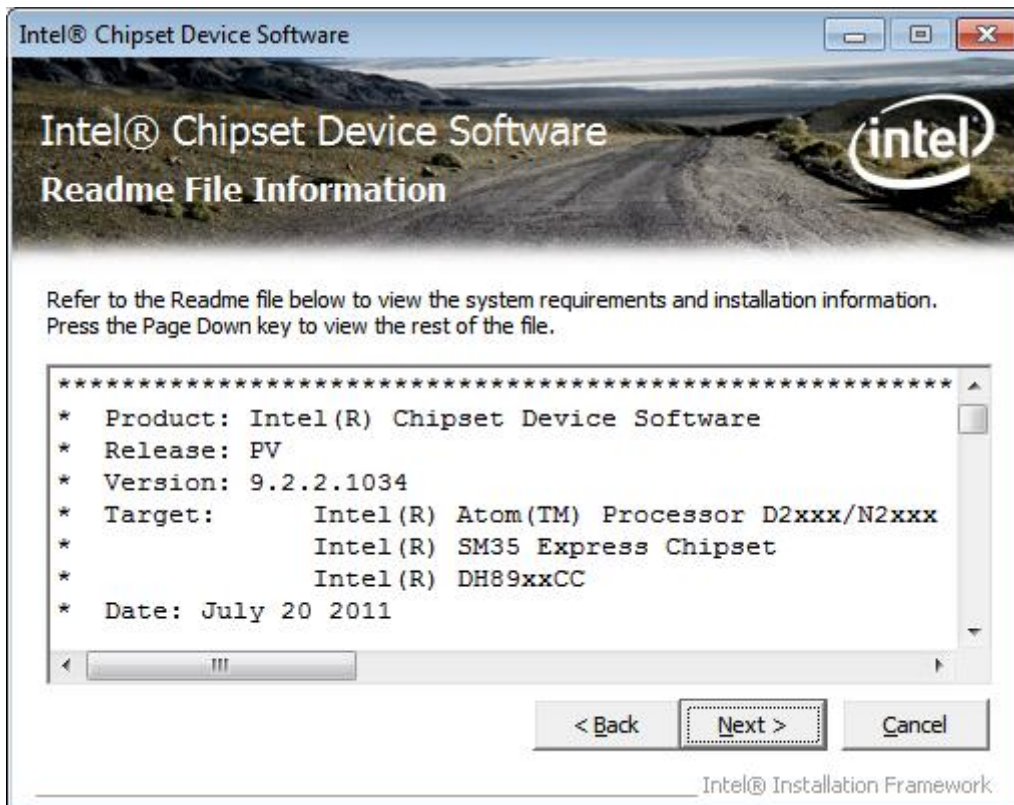 Intel® Chipset Device Software
Intel® Chipset Device Software
intel
Readme File Information
Refer to the Readme file below to view the system requirements and installation information.
Press the Page Down key to view the rest of the file.
********************************************************
*  Product: Intel(R) Chipset Device Software
*  Release: PV
*  Version: 9.2.2.1034
*  Target:      Intel(R) Atom(TM) Processor D2xxx/N2xxx
*               Intel(R) SM35 Express Chipset
*               Intel(R) DH89xxCC
*  Date: July 20 2011
< Back
Next >
Cancel
Intel® Installation Framework